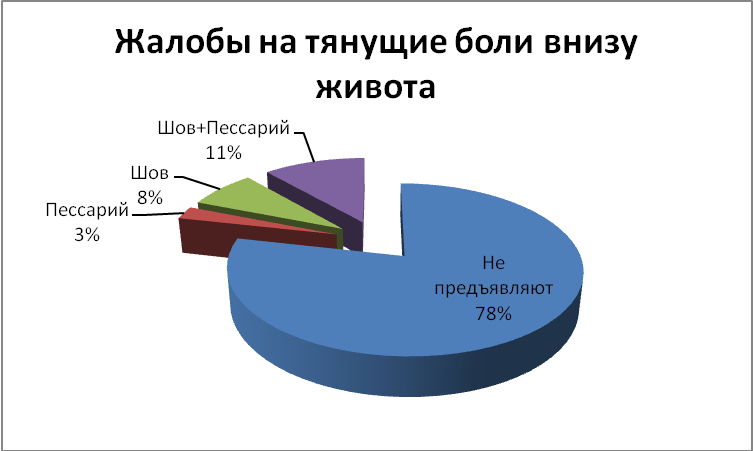 Жалобы на тянущие боли внизу
живота
Шов+Пессарий
11%
Шов
8%
Пессарий
3%
Не
предъявляют
78%